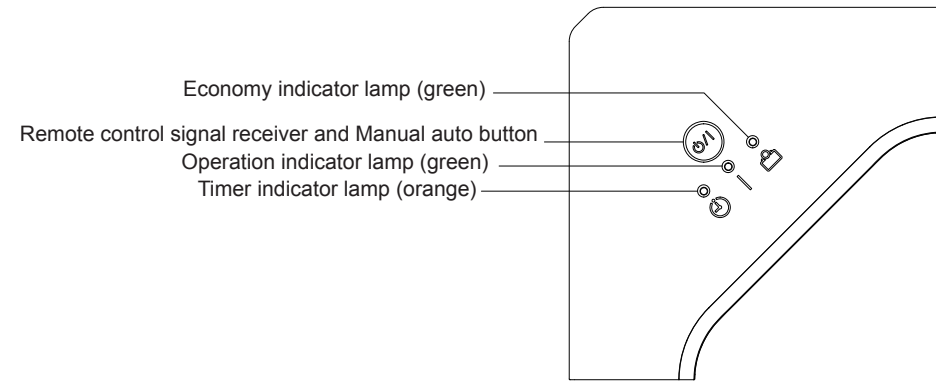 Economy indicator lamp (green)
Remote control signal receiver and Manual auto button
Operation indicator lamp (green)
Timer indicator lamp (orange)